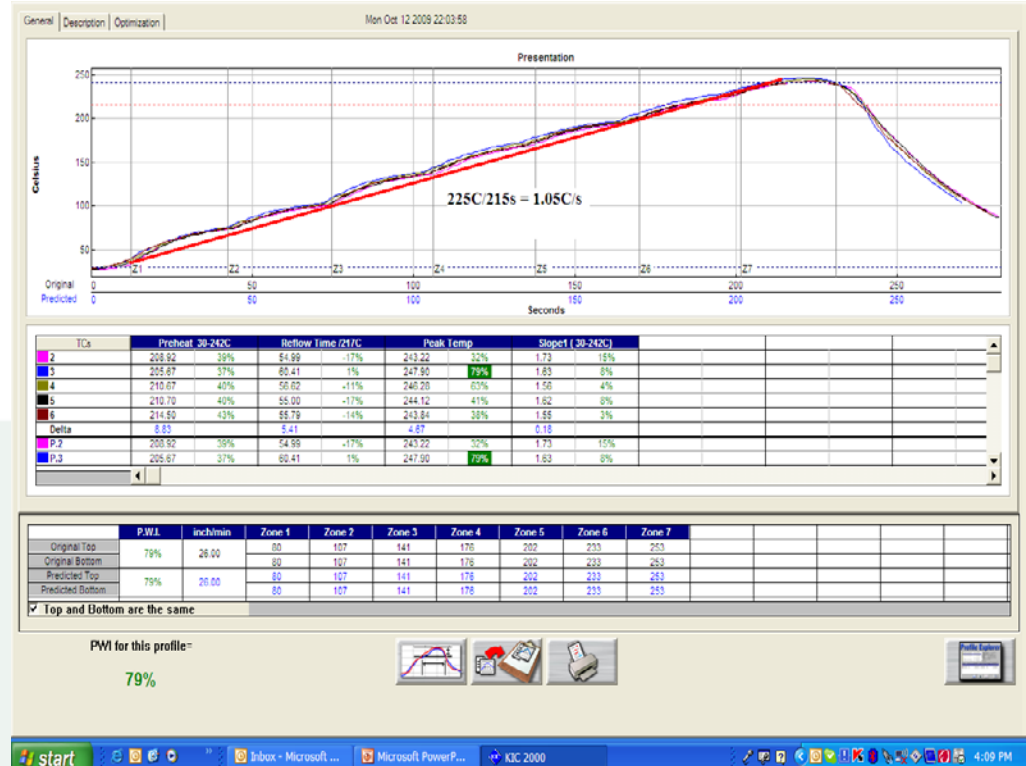 General Description Optimization Mon Oct 12 2009 22:03:58
Presentation
250
200
150
100
50
Celsius
225C/215s = 1.05C/s
Z1 Z2 Z3 Z4 Z5 Z6 Z7
Original 0 50 100 150 200 250
Predicted 0 50 100 150 200 250
Seconds
TCs Preheat 30-242C Reflow Time /217C Peak Temp Slope1 ( 30-242C)
2 208.92 39% 54.99 -17% 243.22 32% 1.73 15%
3 205.67 37% 60.41 1% 247.90 79% 1.63 8%
4 210.67 40% 56.62 -11% 246.28 63% 1.56 4%
5 210.70 40% 55.00 -17% 244.12 41% 1.62 8%
6 214.50 43% 55.79 -14% 243.84 38% 1.55 3%
Delta 8.83 5.41 4.67 0.18
P.2 208.92 39% 54.99 -17% 243.22 32% 1.73 15%
P.3 205.67 37% 60.41 1% 247.90 79% 1.63 8%
P.W.I. inch/min Zone 1 Zone 2 Zone 3 Zone 4 Zone 5 Zone 6 Zone 7
Original Top 79% 26.00 80 107 141 176 202 233 253
Original Bottom 80 107 141 176 202 233 253
Predicted Top 79% 26.00 80 107 141 176 202 233 253
Predicted Bottom 80 107 141 176 202 233 253
Top and Bottom are the same
PWI for this profile=
79%
Profile Explorer
start Inbox - Microsoft ... Microsoft PowerP... KIC 2000 4:09 PM